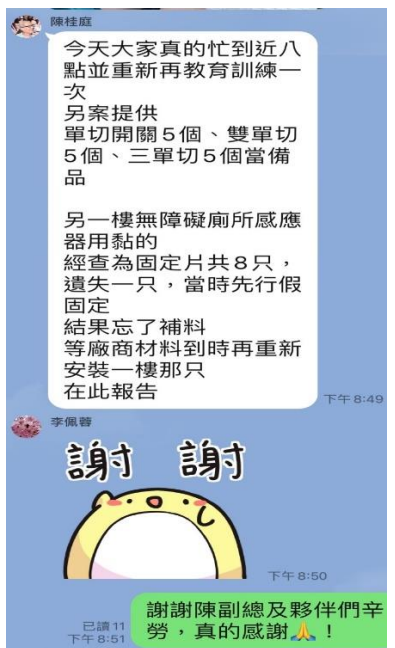 陳桂庭
今天大家真的忙到近八
點並重新再教育訓練一
次
另案提供
單切開關5個、雙單切
5個、三單切5個當備
品
另一樓無障礙廁所感應
器用黏的
經查為固定片共8只，
遺失一只，當時先行假
固定
結果忘了補料
等廠商材料到時再重新
安裝一樓那只
在此報告
下午8:49
李佩蓉
謝 謝
下午8:50
謝謝陳副總及夥伴們辛
勞，真的感謝🙏！
已讀11
下午8:51